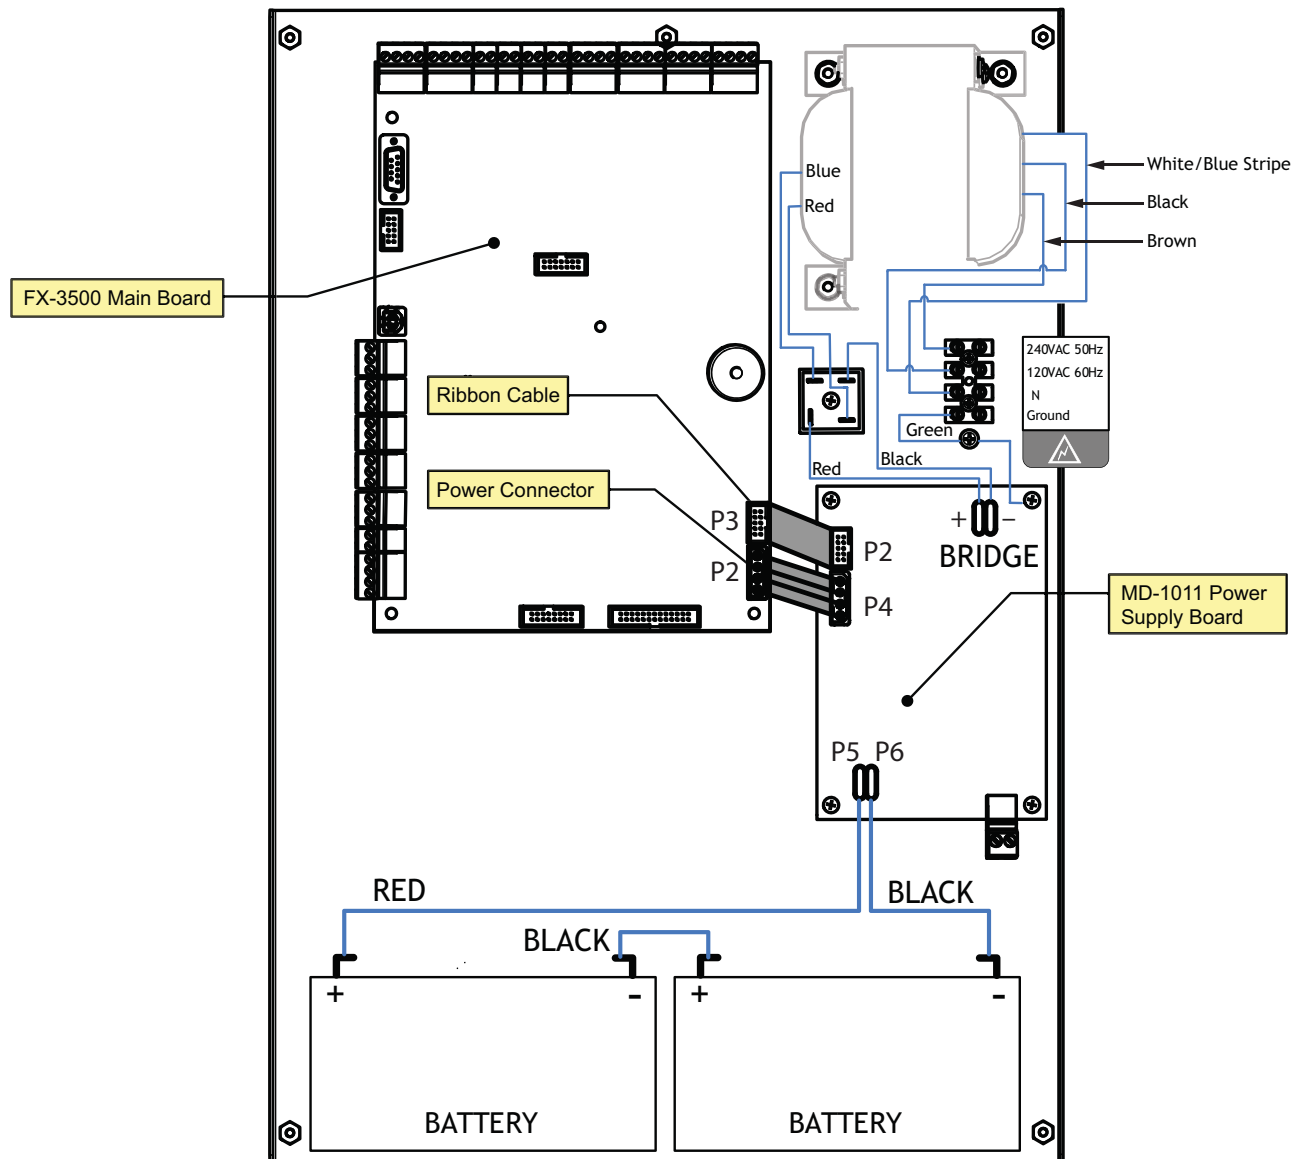 White/Blue Stripe
Blue
Black
Red
Brown
FX-3500 Main Board
240VAC 50Hz
120VAC 60Hz
N
Ground
Ribbon Cable
Green
Black
Red
Power Connector
P3
+ -
P2
BRIDGE
P2
P4
MD-1011 Power
Supply Board
P5 P6
RED
BLACK
BLACK
+ - + -
BATTERY
BATTERY